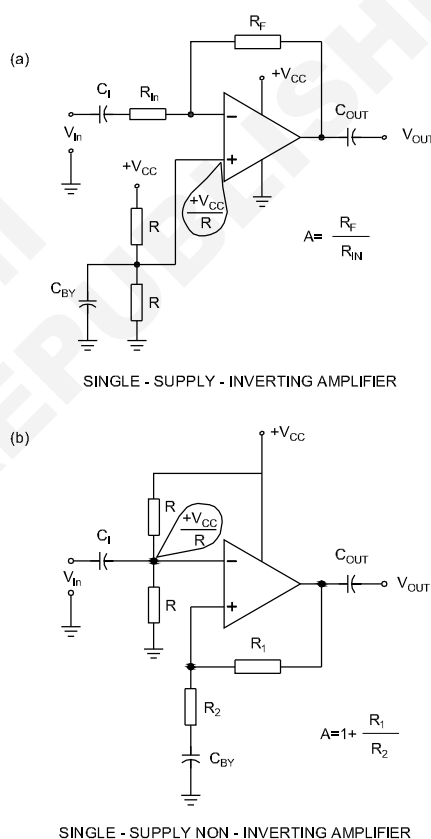 (a)
R_F
+V_CC
C_I
R_In
C_OUT
V_In
−
V_OUT
+V_CC
+
+V_CC
R
R
A= R_F
R_IN
C_BY
R
SINGLE - SUPPLY - INVERTING AMPLIFIER
(b)
+V_CC
R
+V_CC
R
C_I
C_OUT
V_In
−
V_OUT
R
+
R_1
R_2
A=1+ R_1
R_2
C_BY
SINGLE - SUPPLY NON - INVERTING AMPLIFIER